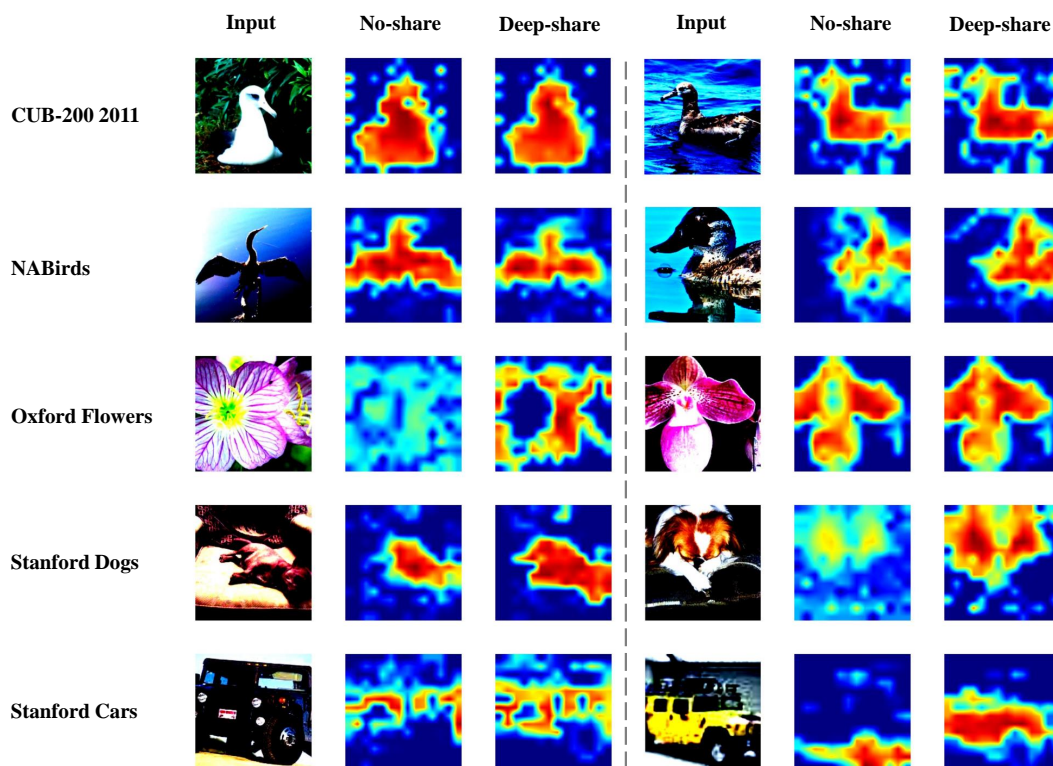 Input No-share Deep-share Input No-share Deep-share
CUB-200 2011
NABirds
Oxford Flowers
Stanford Dogs
Stanford Cars